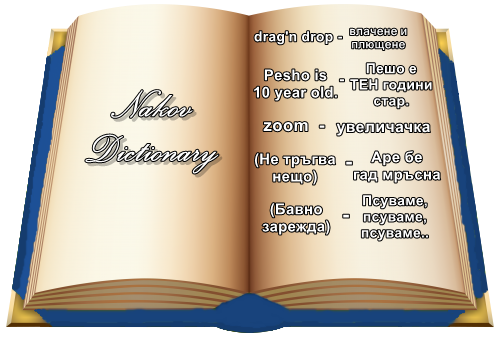 Nakov
Dictionary
drag'n drop - влачене и
плющене
Pesho is
10 year old. - Пешо е
ТЕН години
стар.
zoom - увеличачка
(Не тръгва
нещо) - Аре бе
гад мръсна
(Бавно
зарежда) - Псуваме,
псуваме,
псуваме..